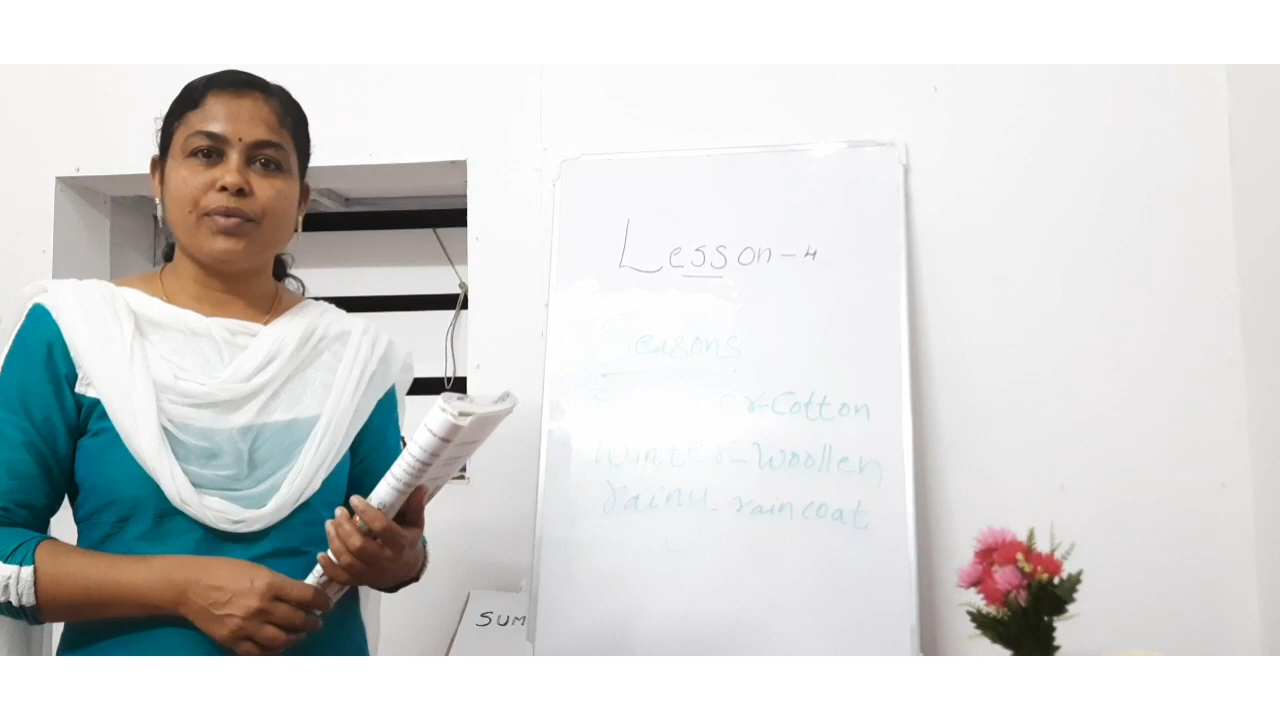 Lesson-4
Seasons
r-Cotton
winter-Woollen
rainy-raincoat
SUM